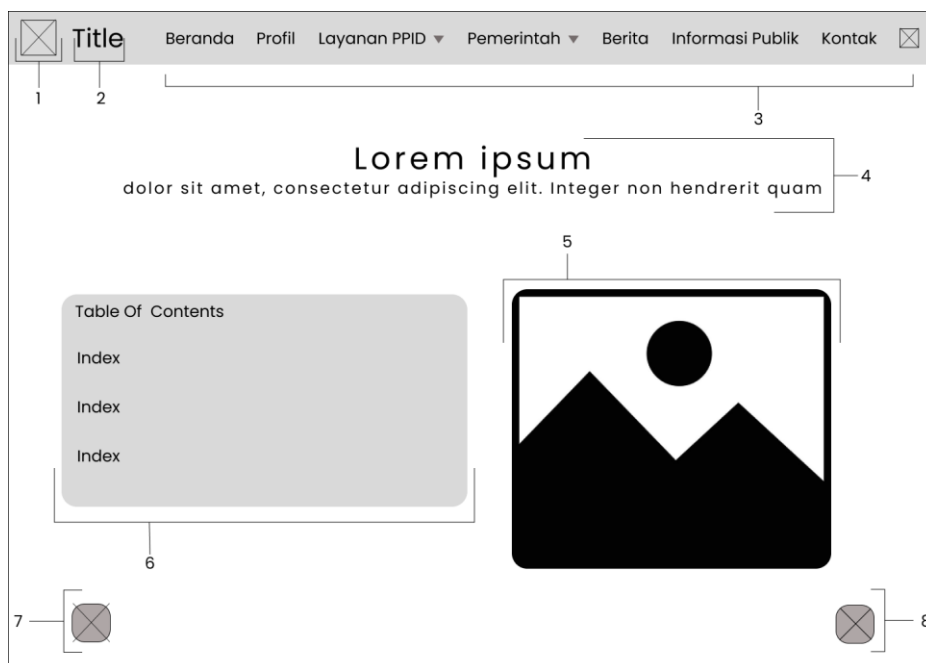 Title
Beranda Profil Layanan PPID Pemerintah Berita Informasi Publik Kontak
1
2
3
Lorem ipsum
dolor sit amet, consectetur adipiscing elit. Integer non hendrerit quam
4
5
Table Of Contents
Index
Index
Index
6
7
8